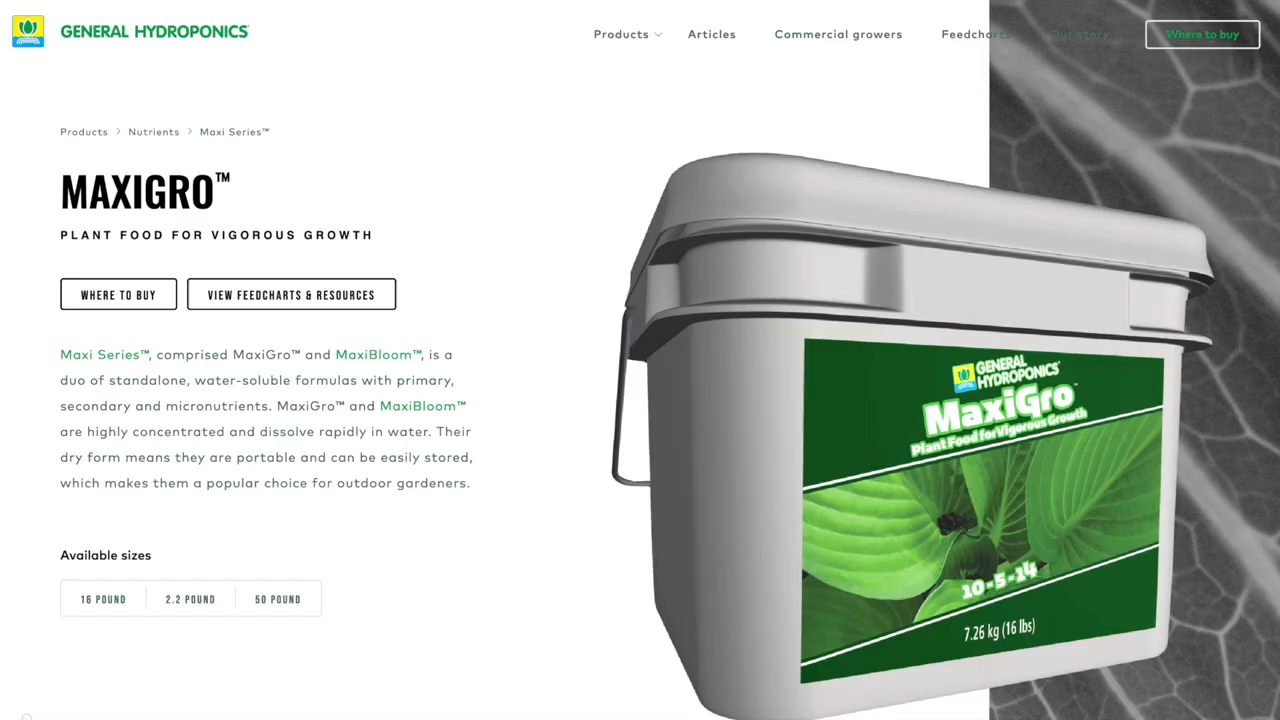 GENERAL HYDROPONICS
Products Articles Commercial growers Feedcharts Our story Where to buy
Products > Nutrients > Maxi Series™
MAXIGRO™
PLANT FOOD FOR VIGOROUS GROWTH
WHERE TO BUY VIEW FEEDCHARTS & RESOURCES
Maxi Series™, comprised MaxiGro™ and MaxiBloom™, is a
duo of standalone, water-soluble formulas with primary,
secondary and micronutrients. MaxiGro™ and MaxiBloom™
are highly concentrated and dissolve rapidly in water. Their
dry form means they are portable and can be easily stored,
which makes them a popular choice for outdoor gardeners.
Available sizes
16 POUND 2.2 POUND 50 POUND
GENERAL
HYDROPONICS
MaxiGro™
Plant Food for Vigorous Growth
10-5-14
7.26 kg (16 lbs)